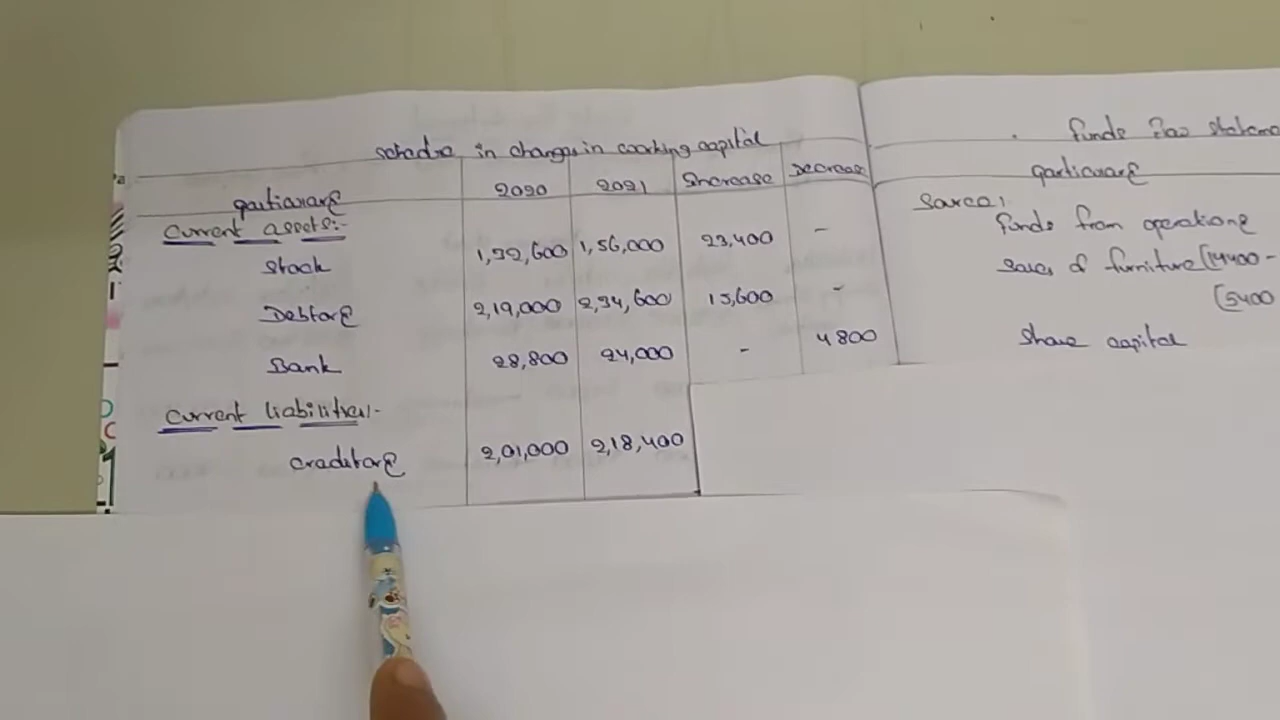 schedule in changes in working capital
particulars 2020 2021 Increase Decrease
Current assets:-
Stock 1,32,600 1,56,000 23,400 -
Debtors 2,19,000 2,34,600 15,600 -
Bank 28,800 24,000 - 4800
Current liabilities:-
Creditors 2,01,000 2,18,400
Funds Flow Statem
particulars
Sources:
Funds from operations
Sales of furniture (14400-
(5400
Share capital